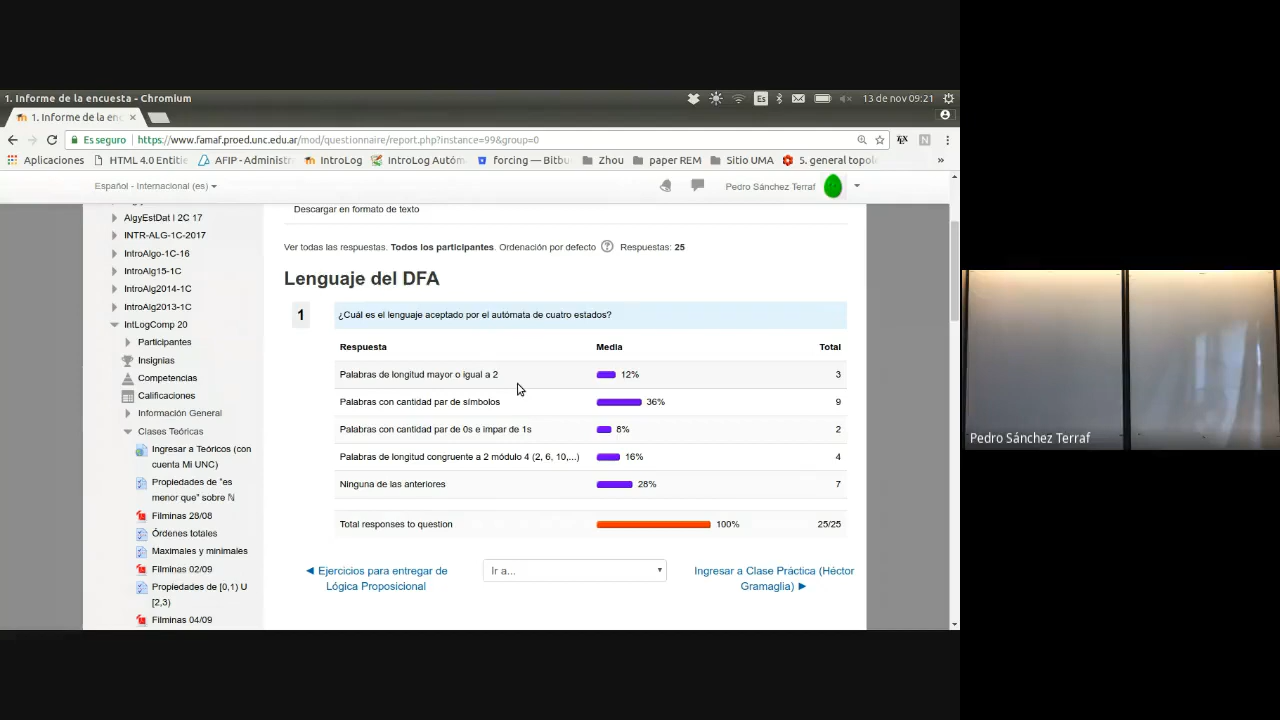 1. Informe de la encuesta - Chromium
Es
13 de nov 09:21
1. Informe de la enc
Es seguro
https://www.famaf.proed.unc.edu.ar/mod/questionnaire/report.php?instance=99&group=0
Aplicaciones
HTML 4.0 Entitie
AFIP - Administr
IntroLog
IntroLog Autóm
forcing — Bitbu
Zhou
paper REM
Sitio UMA
5. general topolo
»
Español - Internacional (es)
Pedro Sánchez Terraf
AlgyEstDat I 2C 17
INTR-ALG-1C-2017
IntroAlgo-1C-16
IntroAlg15-1C
IntroAlg2014-1C
IntroAlg2013-1C
IntLogComp 20
Participantes
Insignias
Competencias
Calificaciones
Información General
Clases Teóricas
Ingresar a Teóricos (con
cuenta Mi UNC)
Propiedades de "es
menor que" sobre ℕ
Filminas 28/08
Órdenes totales
Maximales y minimales
Filminas 02/09
Propiedades de [0,1) U
[2,3)
Filminas 04/09
Descargar en formato de texto
Ver todas las respuestas. Todos los participantes. Ordenación por defecto ? Respuestas: 25
Lenguaje del DFA
1
¿Cuál es el lenguaje aceptado por el autómata de cuatro estados?
Respuesta Media Total
Palabras de longitud mayor o igual a 2 12% 3
Palabras con cantidad par de símbolos 36% 9
Palabras con cantidad par de 0s e impar de 1s 8% 2
Palabras de longitud congruente a 2 módulo 4 (2, 6, 10,...) 16% 4
Ninguna de las anteriores 28% 7
Total responses to question 100% 25/25
◀ Ejercicios para entregar de
Lógica Proposicional
Ir a...
Ingresar a Clase Práctica (Héctor
Gramaglia) ▶
Pedro Sánchez Terraf